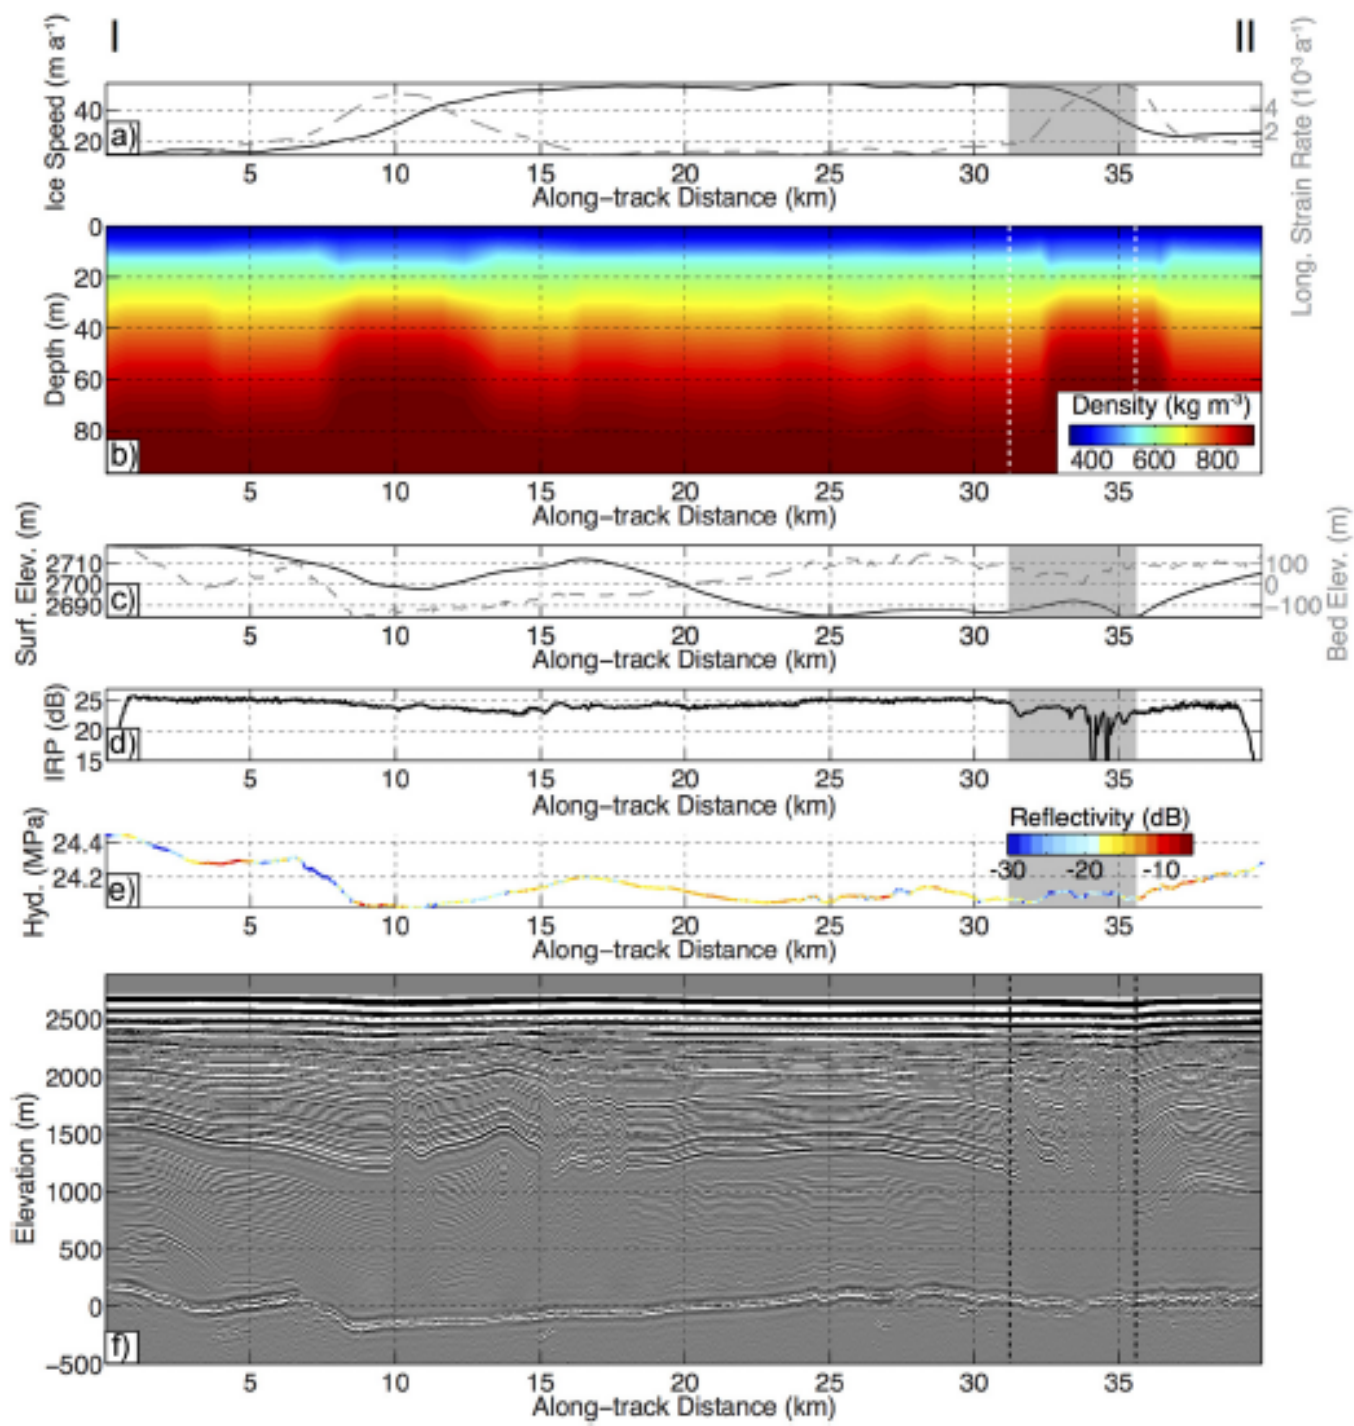 I II
Ice Speed (m a⁻¹)
40
20
a)
4
2
Long. Strain Rate (10⁻³a⁻¹)
5 10 15 20 25 30 35
Along-track Distance (km)
Depth (m)
0
20
40
60
80
b)
Density (kg m⁻³)
400 600 800
5 10 15 20 25 30 35
Along-track Distance (km)
Surf. Elev. (m)
2710
2700
2690
c)
100
0
-100
Bed Elev. (m)
5 10 15 20 25 30 35
Along-track Distance (km)
IRP (dB)
25
20
15
d)
5 10 15 20 25 30 35
Along-track Distance (km)
Hyd. (MPa)
24.4
24.2
e)
Reflectivity (dB)
-30 -20 -10
5 10 15 20 25 30 35
Along-track Distance (km)
Elevation (m)
2500
2000
1500
1000
500
0
-500
f)
5 10 15 20 25 30 35
Along-track Distance (km)